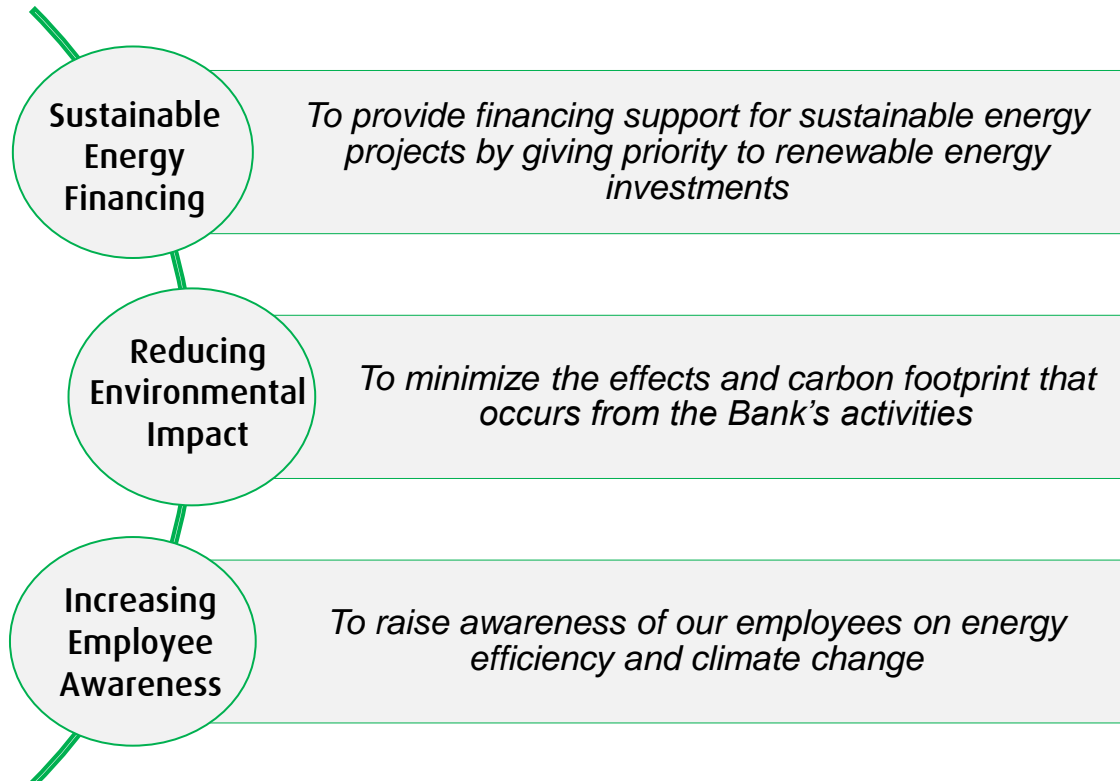 Sustainable
Energy
Financing
To provide financing support for sustainable energy
projects by giving priority to renewable energy
investments
Reducing
Environmental
Impact
To minimize the effects and carbon footprint that
occurs from the Bank's activities
Increasing
Employee
Awareness
To raise awareness of our employees on energy
efficiency and climate change